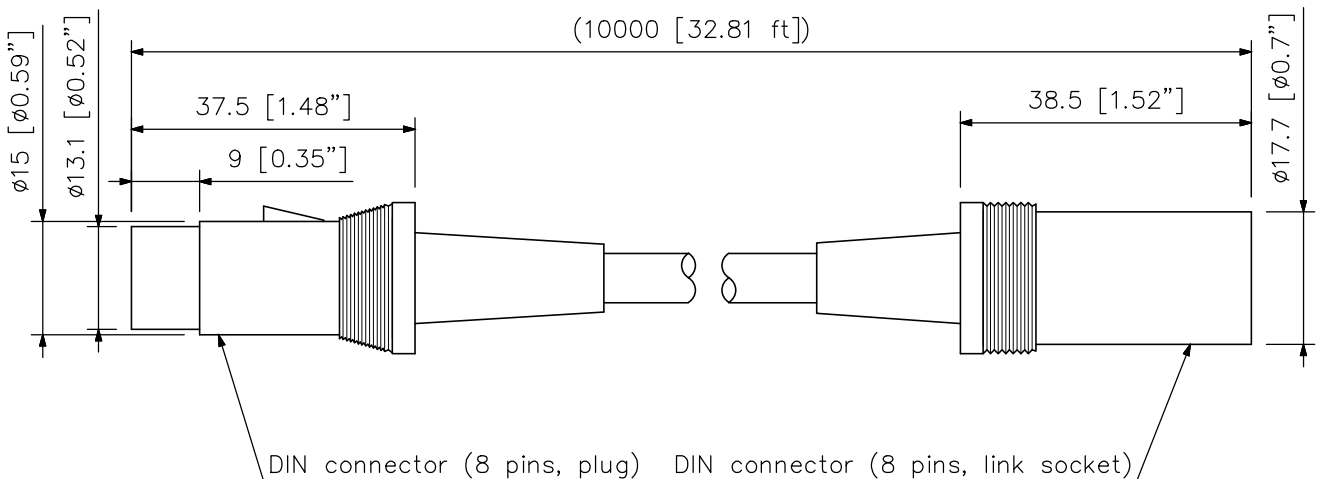 (10000 [32.81 ft])
ø15 [ø0.59”]
ø13.1 [ø0.52”]
37.5 [1.48”]
9 [0.35”]
38.5 [1.52”]
ø17.7 [ø0.7”]
DIN connector (8 pins, plug)
DIN connector (8 pins, link socket)